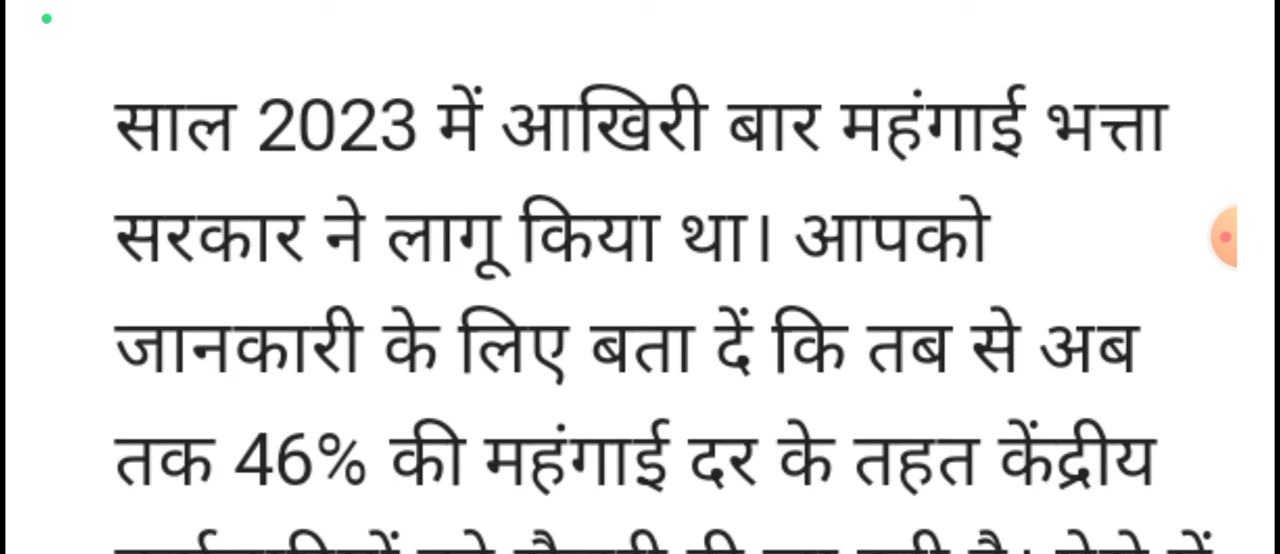 साल 2023 में आखिरी बार महंगाई भत्ता
सरकार ने लागू किया था। आपको
जानकारी के लिए बता दें कि तब से अब
तक 46% की महंगाई दर के तहत केंद्रीय